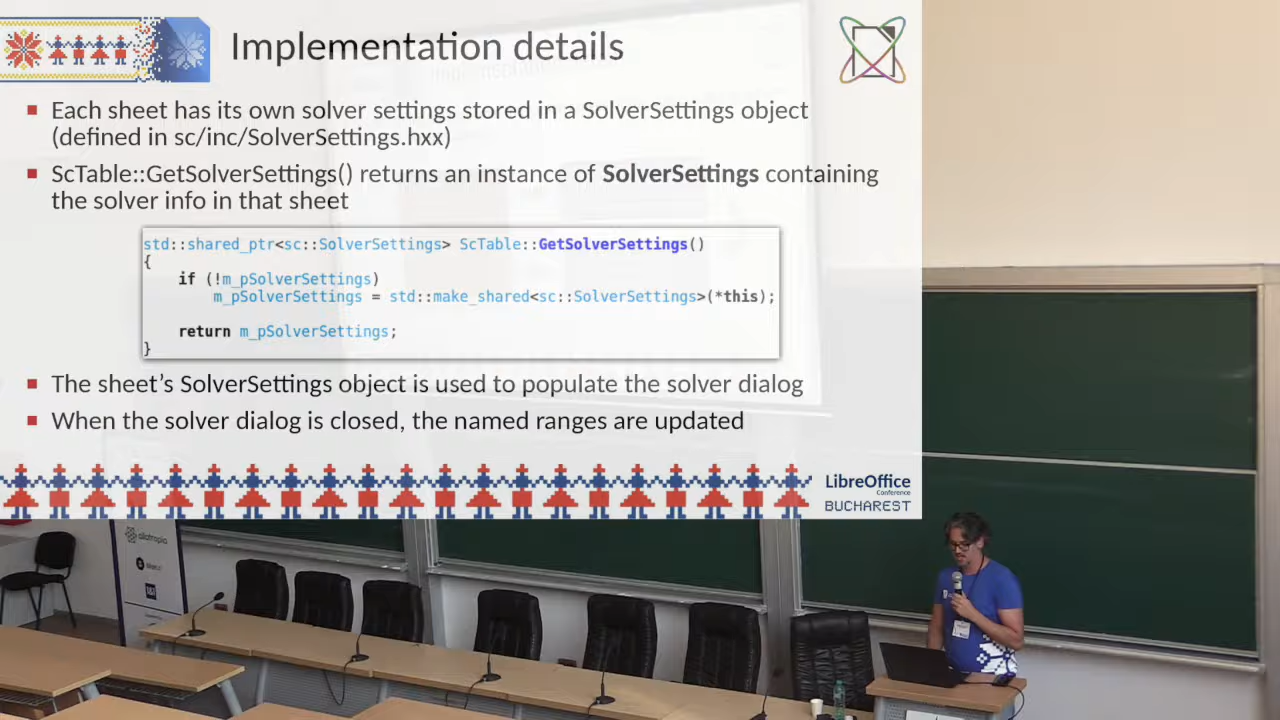 Implementation details
Each sheet has its own solver settings stored in a SolverSettings object
(defined in sc/inc/SolverSettings.hxx)
ScTable::GetSolverSettings() returns an instance of SolverSettings containing
the solver info in that sheet
std::shared_ptr<sc::SolverSettings> ScTable::GetSolverSettings()
{
    if (!m_pSolverSettings)
        m_pSolverSettings = std::make_shared<sc::SolverSettings>(*this);
    return m_pSolverSettings;
}
The sheet's SolverSettings object is used to populate the solver dialog
When the solver dialog is closed, the named ranges are updated
LibreOffice
Conference
BUCHAREST
allotropia